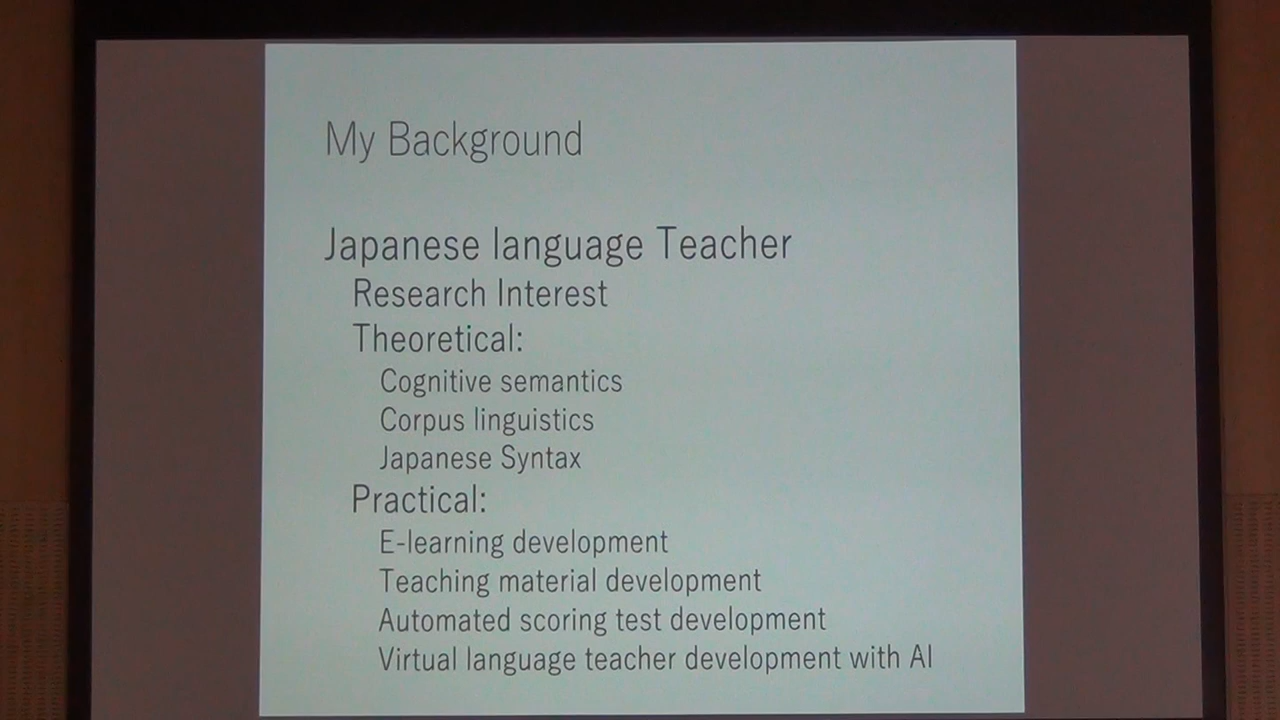 My Background
Japanese language Teacher
Research Interest
Theoretical:
Cognitive semantics
Corpus linguistics
Japanese Syntax
Practical:
E-learning development
Teaching material development
Automated scoring test development
Virtual language teacher development with AI